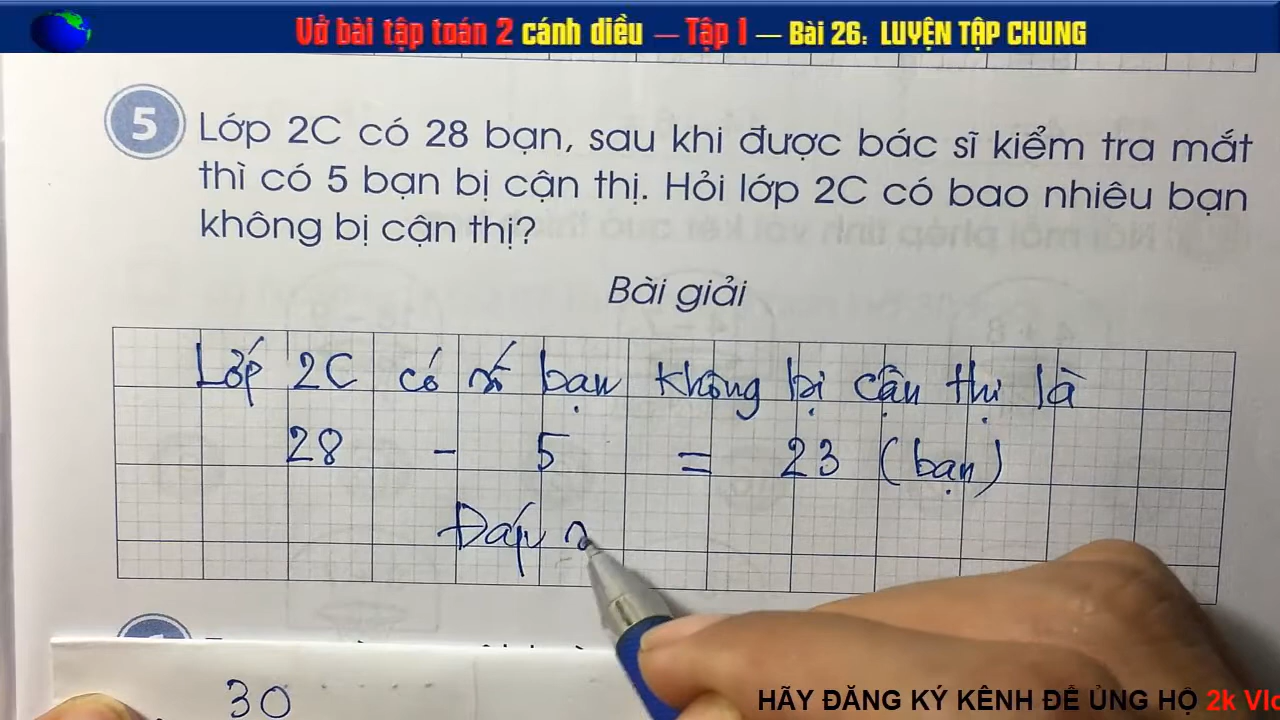 Vở bài tập toán 2 cánh diều – Tập 1 – Bài 26: LUYỆN TẬP CHUNG
5 Lớp 2C có 28 bạn, sau khi được bác sĩ kiểm tra mắt
thì có 5 bạn bị cận thị. Hỏi lớp 2C có bao nhiêu bạn
không bị cận thị?
Bài giải
Lớp 2C có số bạn không bị cận thị là
28 - 5 = 23 (bạn)
Đáp
30
HÃY ĐĂNG KÝ KÊNH ĐỂ ỦNG HỘ 2k Vlo